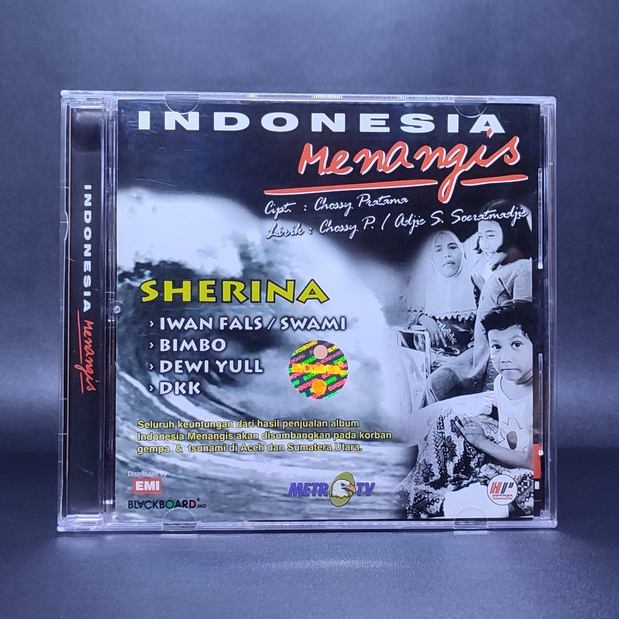 INDONESIA
Menangis
Cipt. : Chossy Pratama
Lirik : Chossy P. / Adjie S. Soeratmadjie
INDONESIA Menangis
SHERINA
› IWAN FALS / SWAMI
› BIMBO
› DEWI YULL
› DKK
Seluruh keuntungan dari hasil penjualan album
Indonesia Menangis akan disumbangkan pada korban
gempa & tsunami di Aceh dan Sumatera Utara.
Distributed by
EMI
BLACKBOARD IND
METRO TV